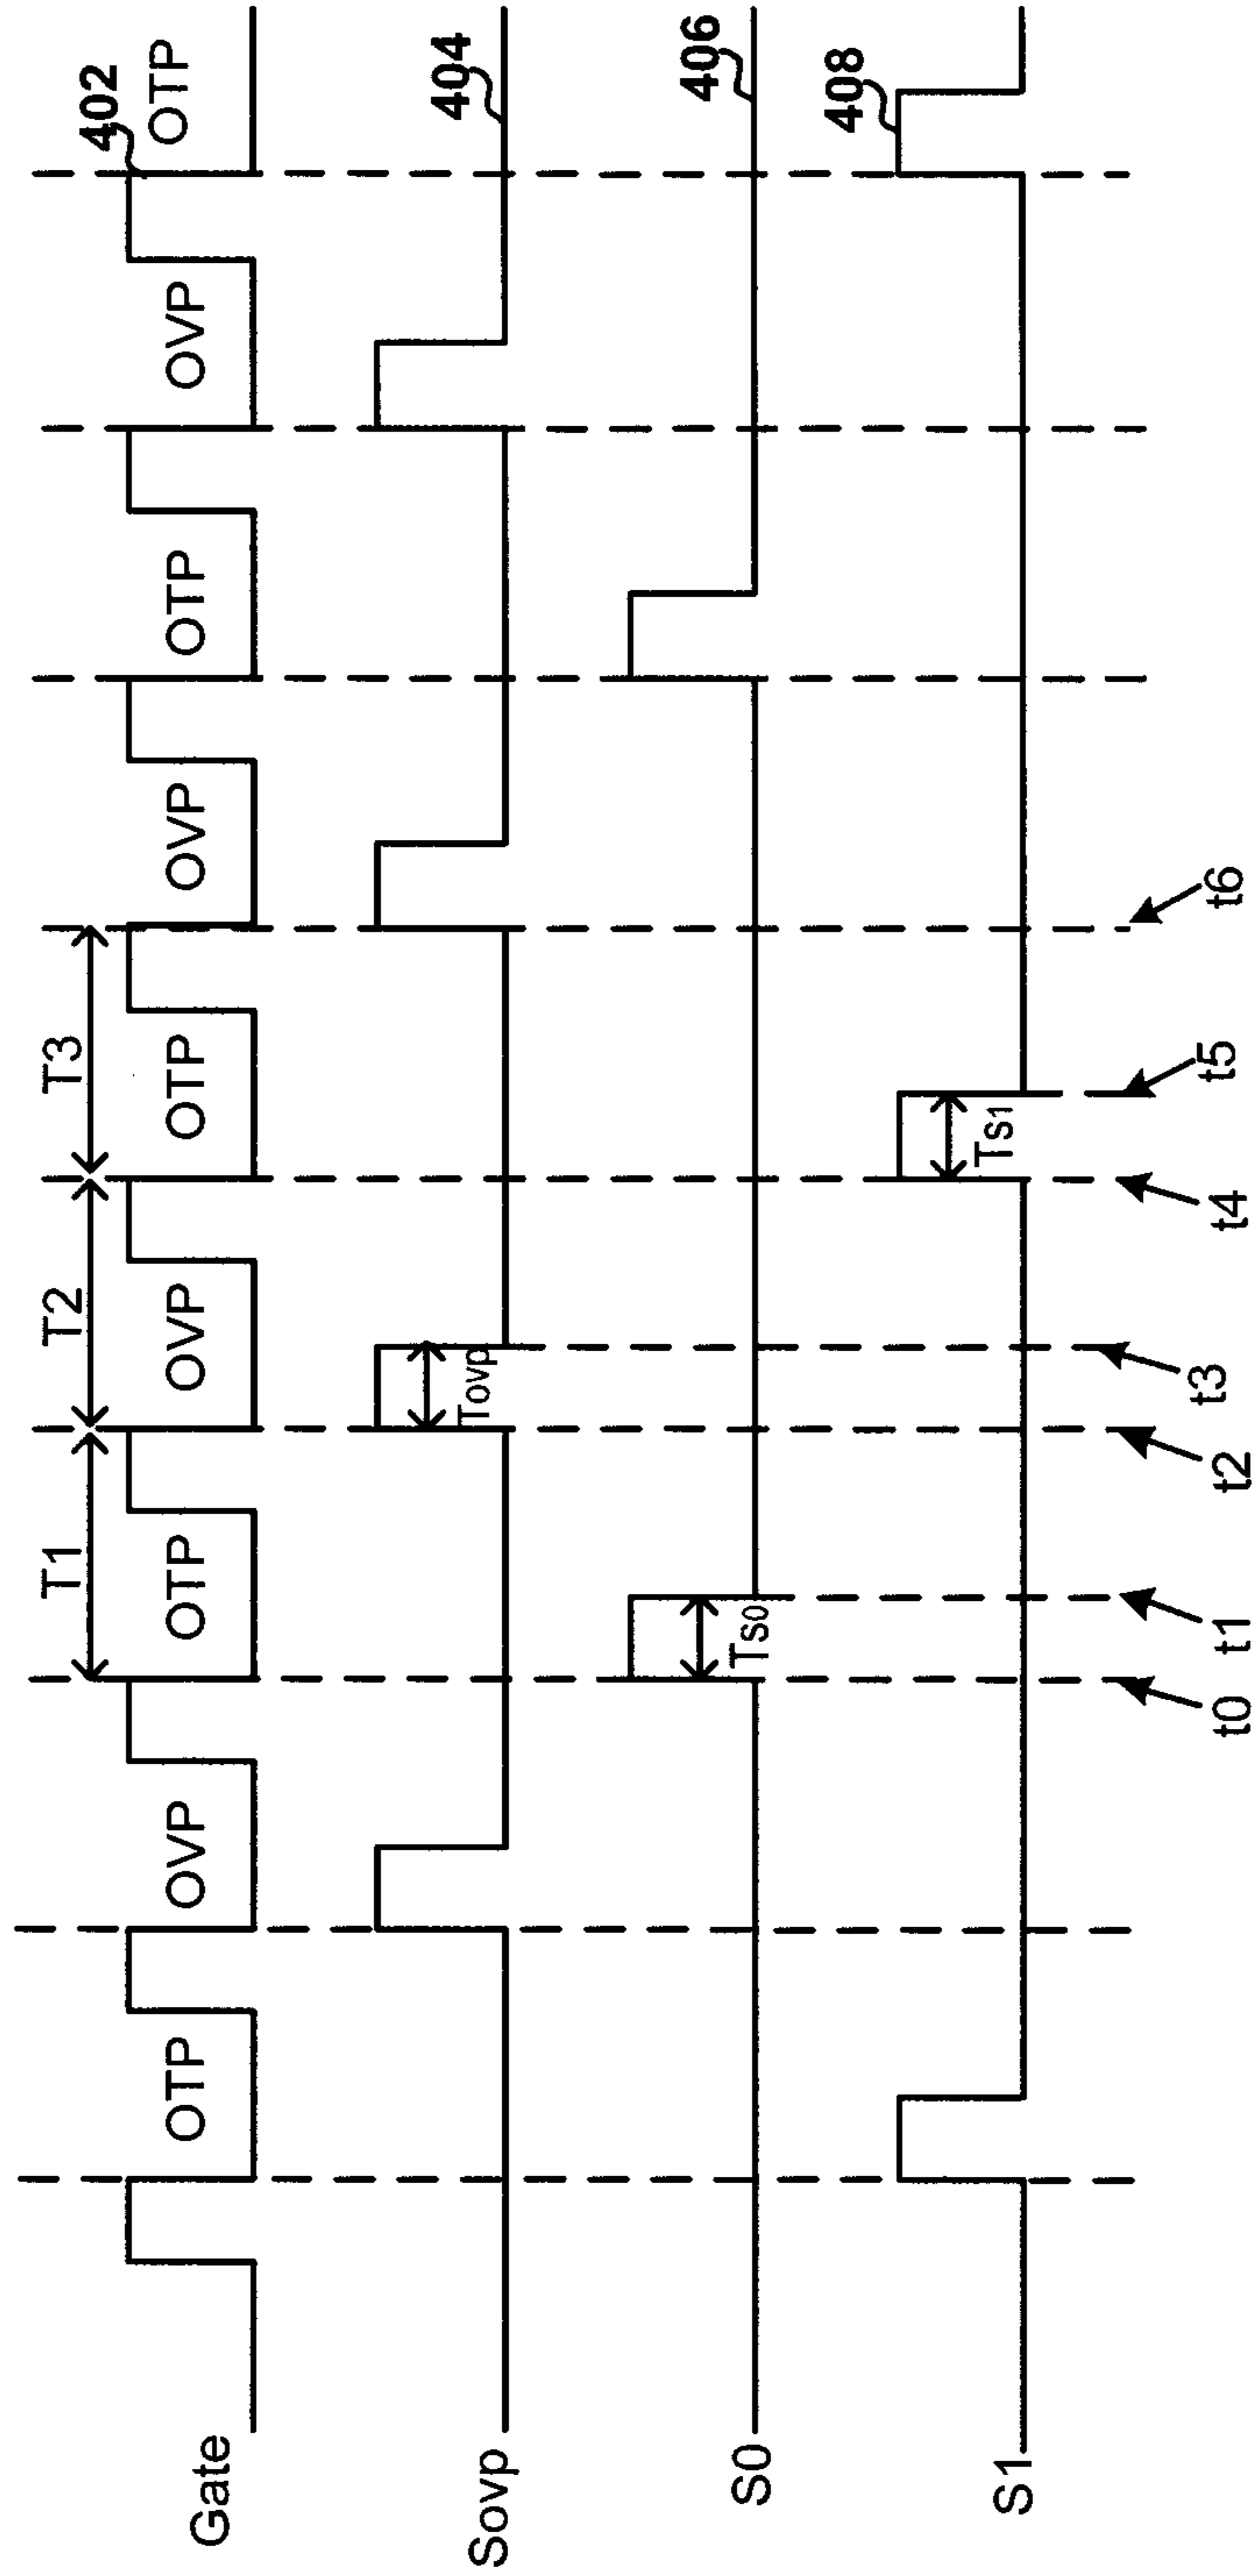 T1 T2 T3
402
Gate OTP OVP OTP OVP OTP OVP OTP OVP OTP
404
Sovp Tovp
406
S0 Ts0
408
S1 Ts1
t0 t1 t2 t3 t4 t5 t6